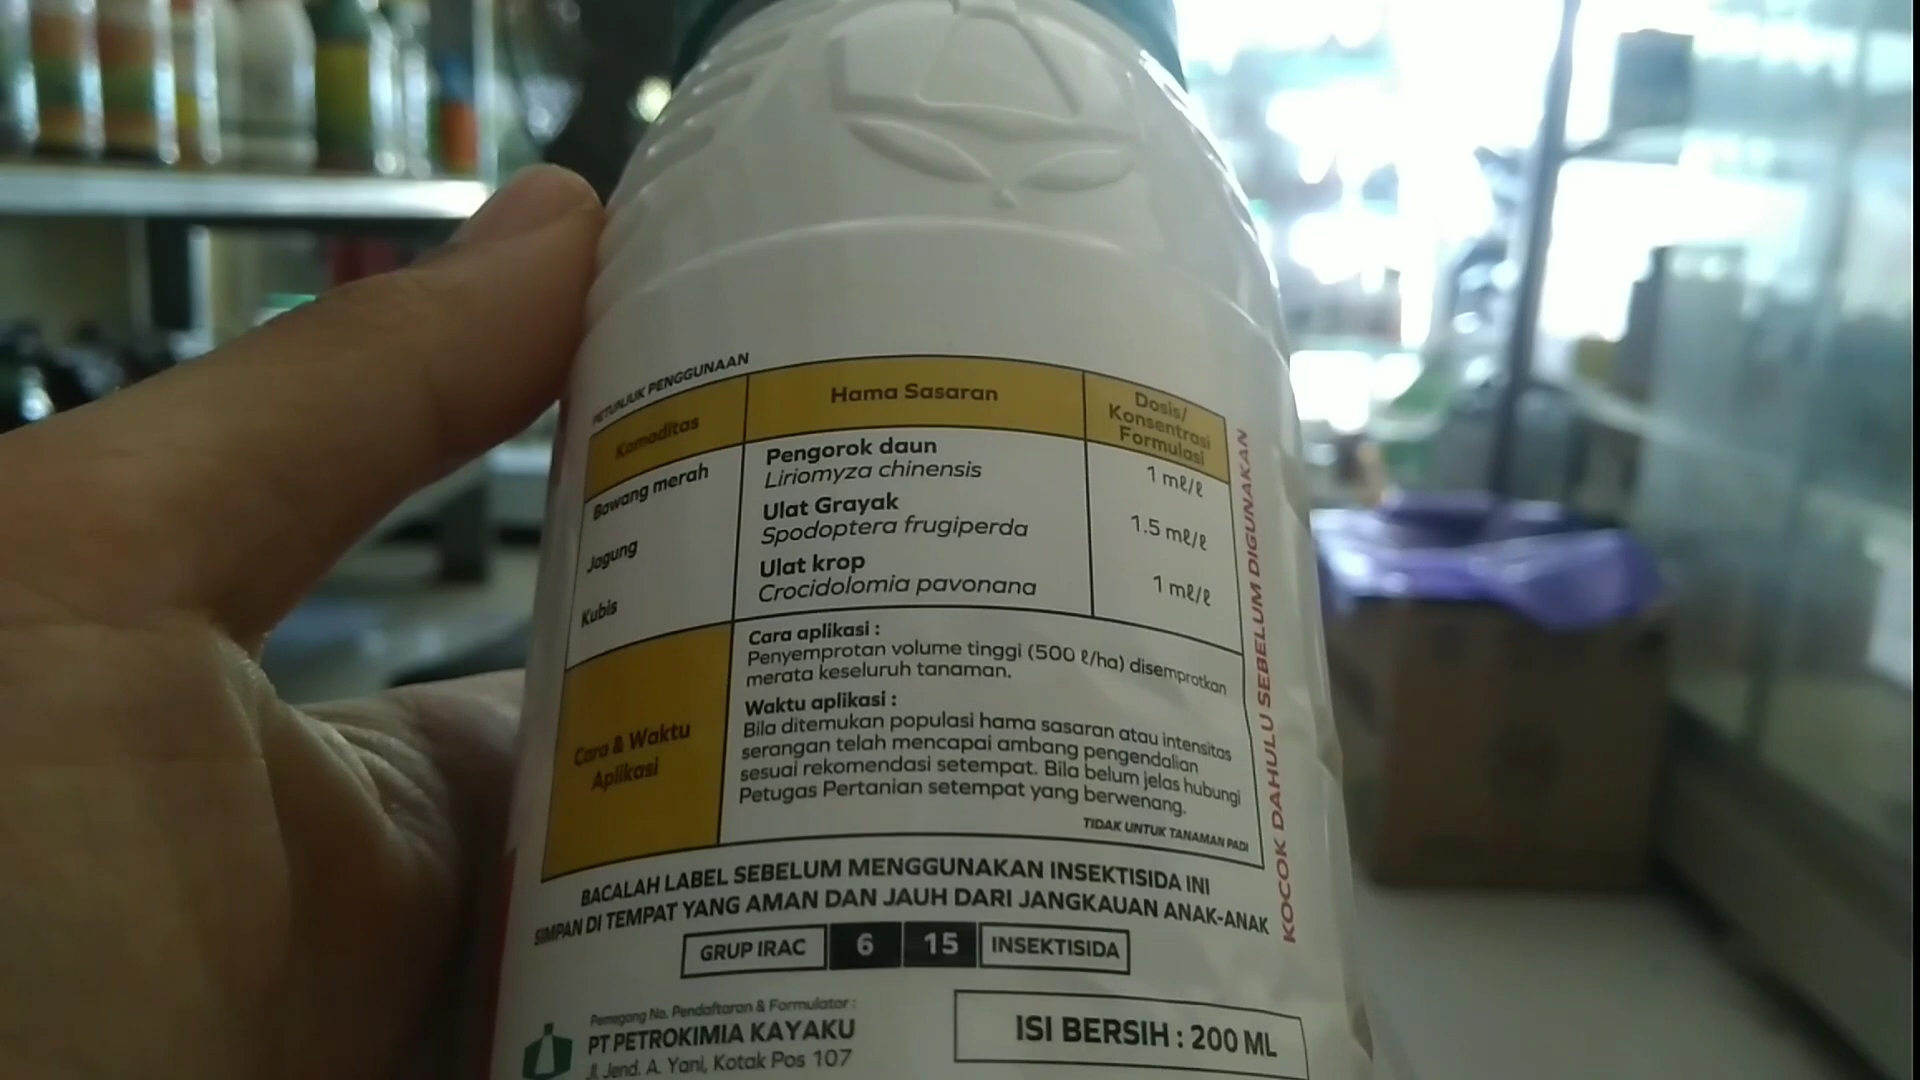 PETUNJUK PENGGUNAAN
Komoditas
Hama Sasaran
Dosis/
Konsentrasi
Formulasi
Bawang merah
Pengorok daun
Liriomyza chinensis
1 mℓ/ℓ
Jagung
Ulat Grayak
Spodoptera frugiperda
1.5 mℓ/ℓ
Kubis
Ulat krop
Crocidolomia pavonana
1 mℓ/ℓ
Cara & Waktu
Aplikasi
Cara aplikasi :
Penyemprotan volume tinggi (500 ℓ/ha) disemprotkan
merata keseluruh tanaman.
Waktu aplikasi :
Bila ditemukan populasi hama sasaran atau intensitas
serangan telah mencapai ambang pengendalian
sesuai rekomendasi setempat. Bila belum jelas hubungi
Petugas Pertanian setempat yang berwenang.
TIDAK UNTUK TANAMAN PADI
KOCOK DAHULU SEBELUM DIGUNAKAN
BACALAH LABEL SEBELUM MENGGUNAKAN INSEKTISIDA INI
SIMPAN DI TEMPAT YANG AMAN DAN JAUH DARI JANGKAUAN ANAK-ANAK
GRUP IRAC 6 15 INSEKTISIDA
Pemegang No. Pendaftaran & Formulator :
PT PETROKIMIA KAYAKU
Jl. Jend. A. Yani, Kotak Pos 107
ISI BERSIH : 200 ML